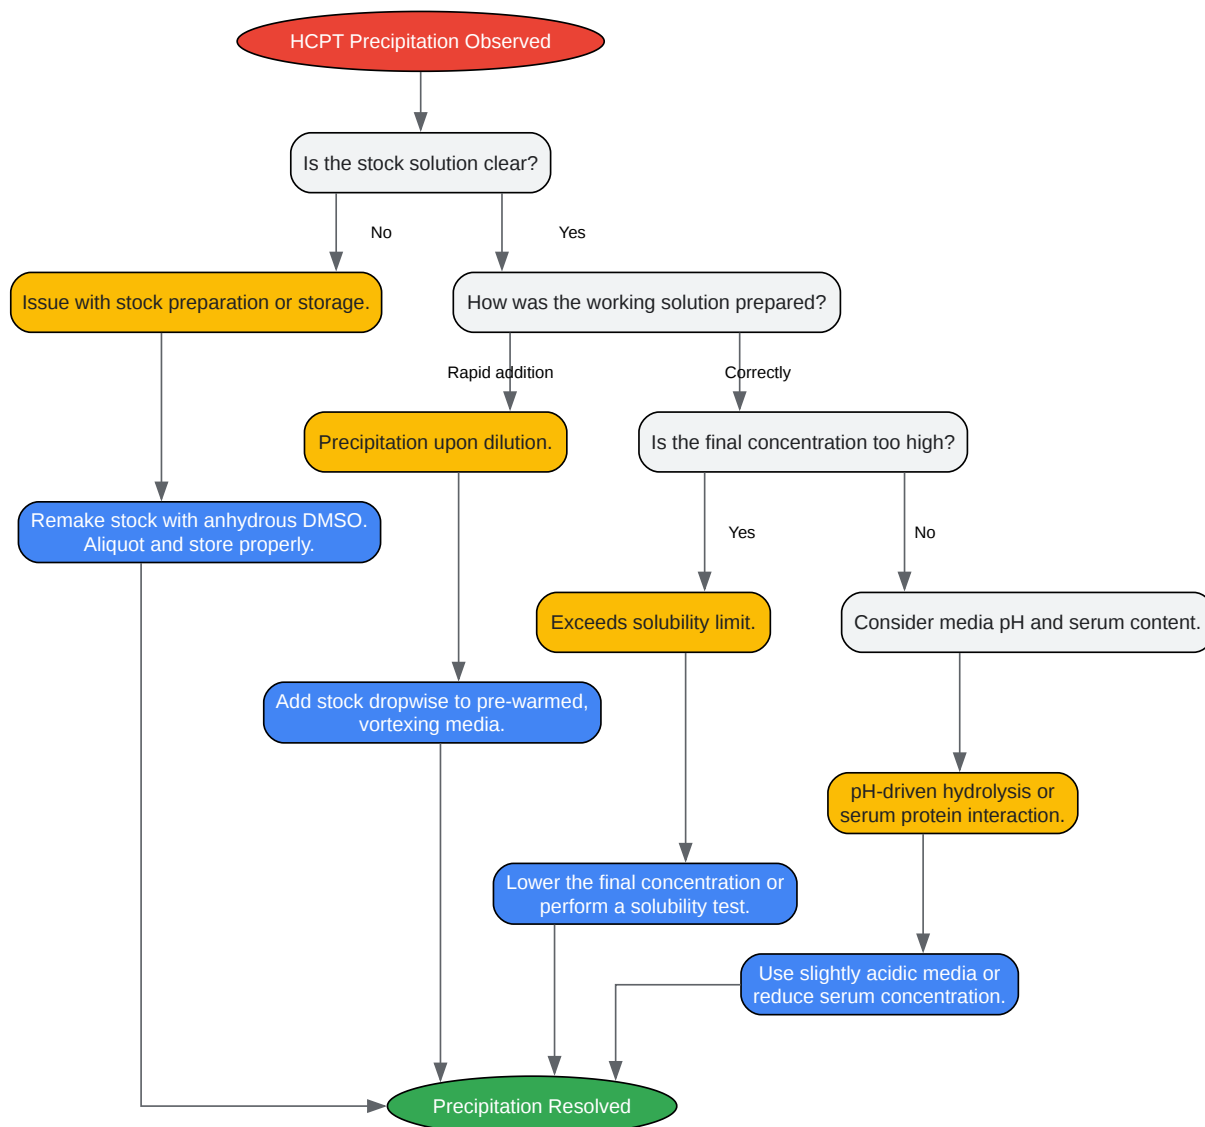 HCPT Precipitation Observed
Is the stock solution clear?
No
Yes
Issue with stock preparation or storage.
How was the working solution prepared?
Rapid addition
Correctly
Precipitation upon dilution.
Is the final concentration too high?
Remake stock with anhydrous DMSO.
Aliquot and store properly.
Yes
No
Exceeds solubility limit.
Consider media pH and serum content.
Add stock dropwise to pre-warmed,
vortexing media.
pH-driven hydrolysis or
serum protein interaction.
Lower the final concentration or
perform a solubility test.
Use slightly acidic media or
reduce serum concentration.
Precipitation Resolved